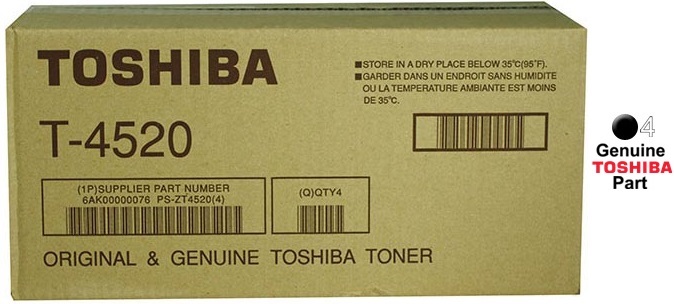 TOSHIBA
T-4520
■STORE IN A DRY PLACE BELOW 35°C(95°F).
■GARDER DANS UN ENDROIT SANS HUMIDITE
OU LA TEMPERATURE AMBIANTE EST MOINS
DE 35°C.
(1P)SUPPLIER PART NUMBER
6AK00000076 PS-ZT4520(4)
(Q)QTY4
ORIGINAL & GENUINE TOSHIBA TONER
4
Genuine
TOSHIBA
Part